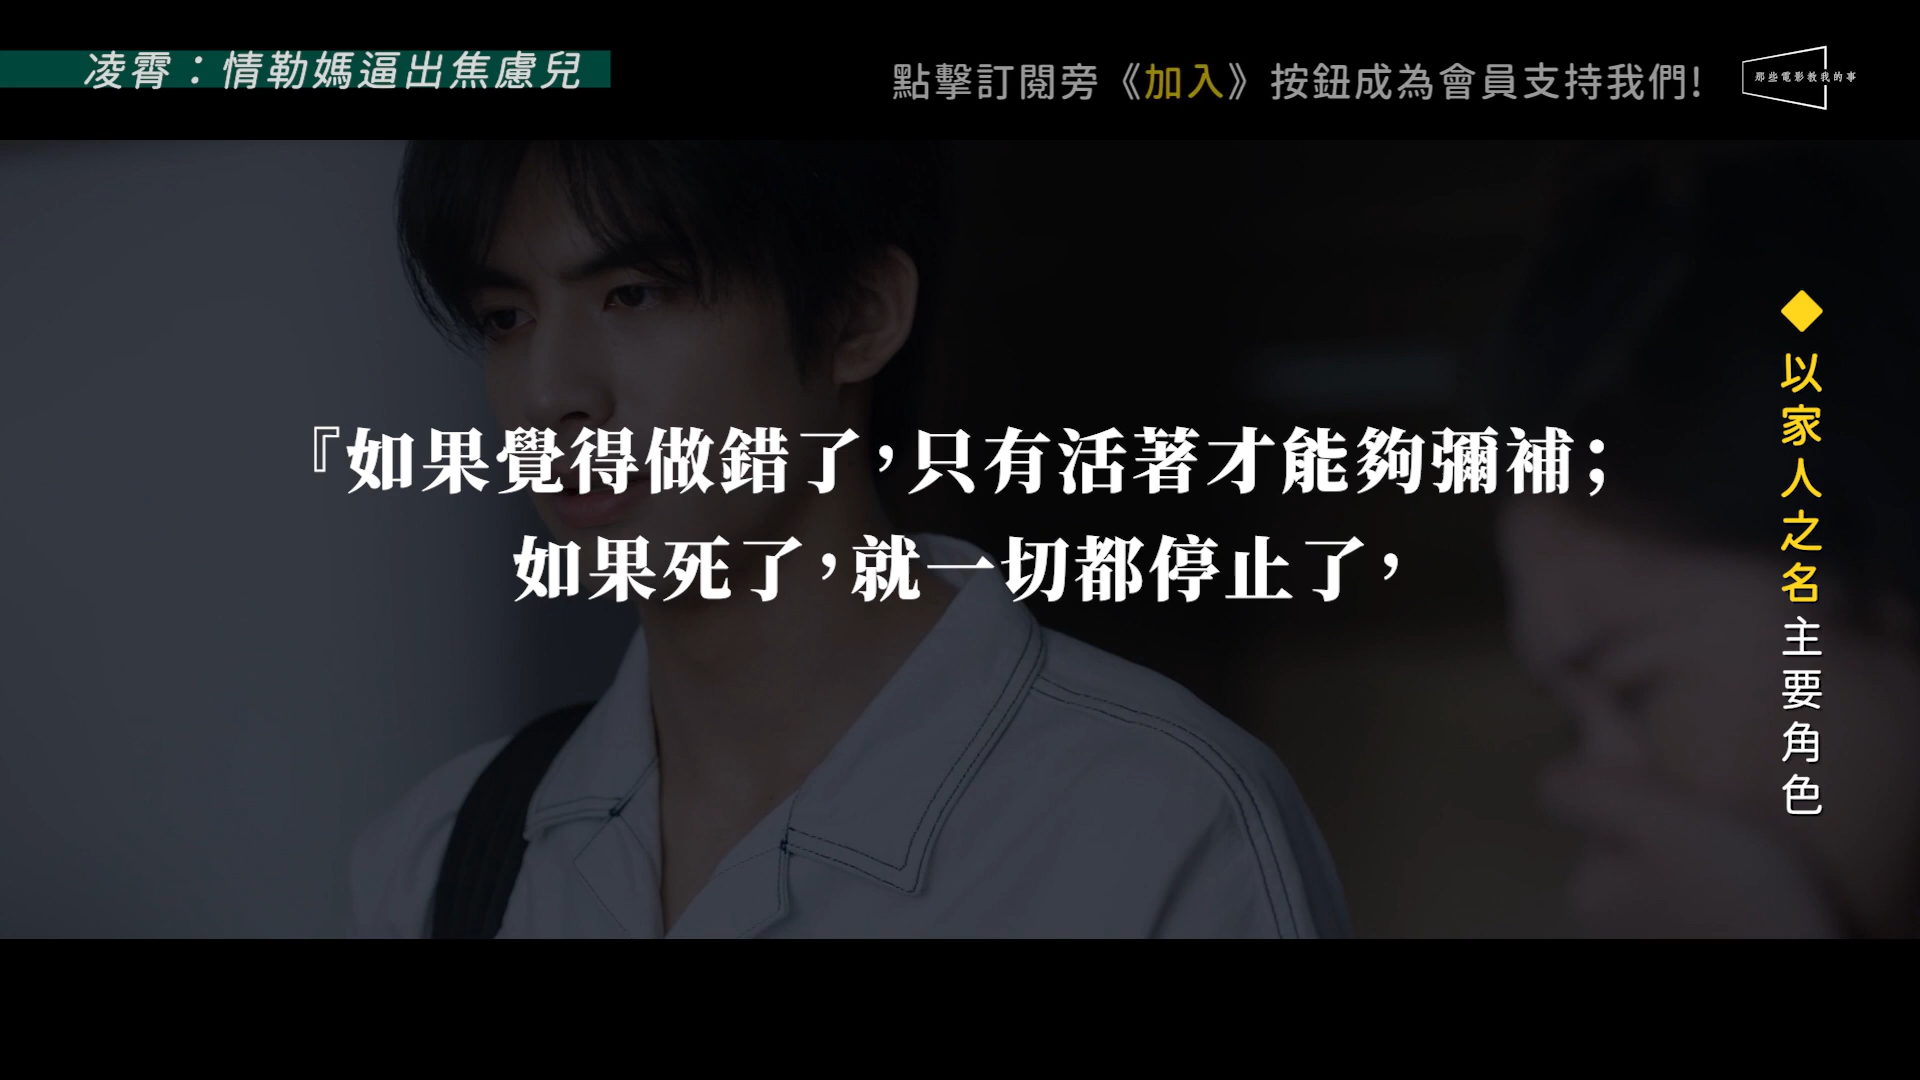 凌霄：情勒媽逼出焦慮兒
點擊訂閱旁《加入》按鈕成為會員支持我們!
那些電影教我的事
『如果覺得做錯了，只有活著才能夠彌補；
如果死了，就一切都停止了，
◆以家人之名主要角色